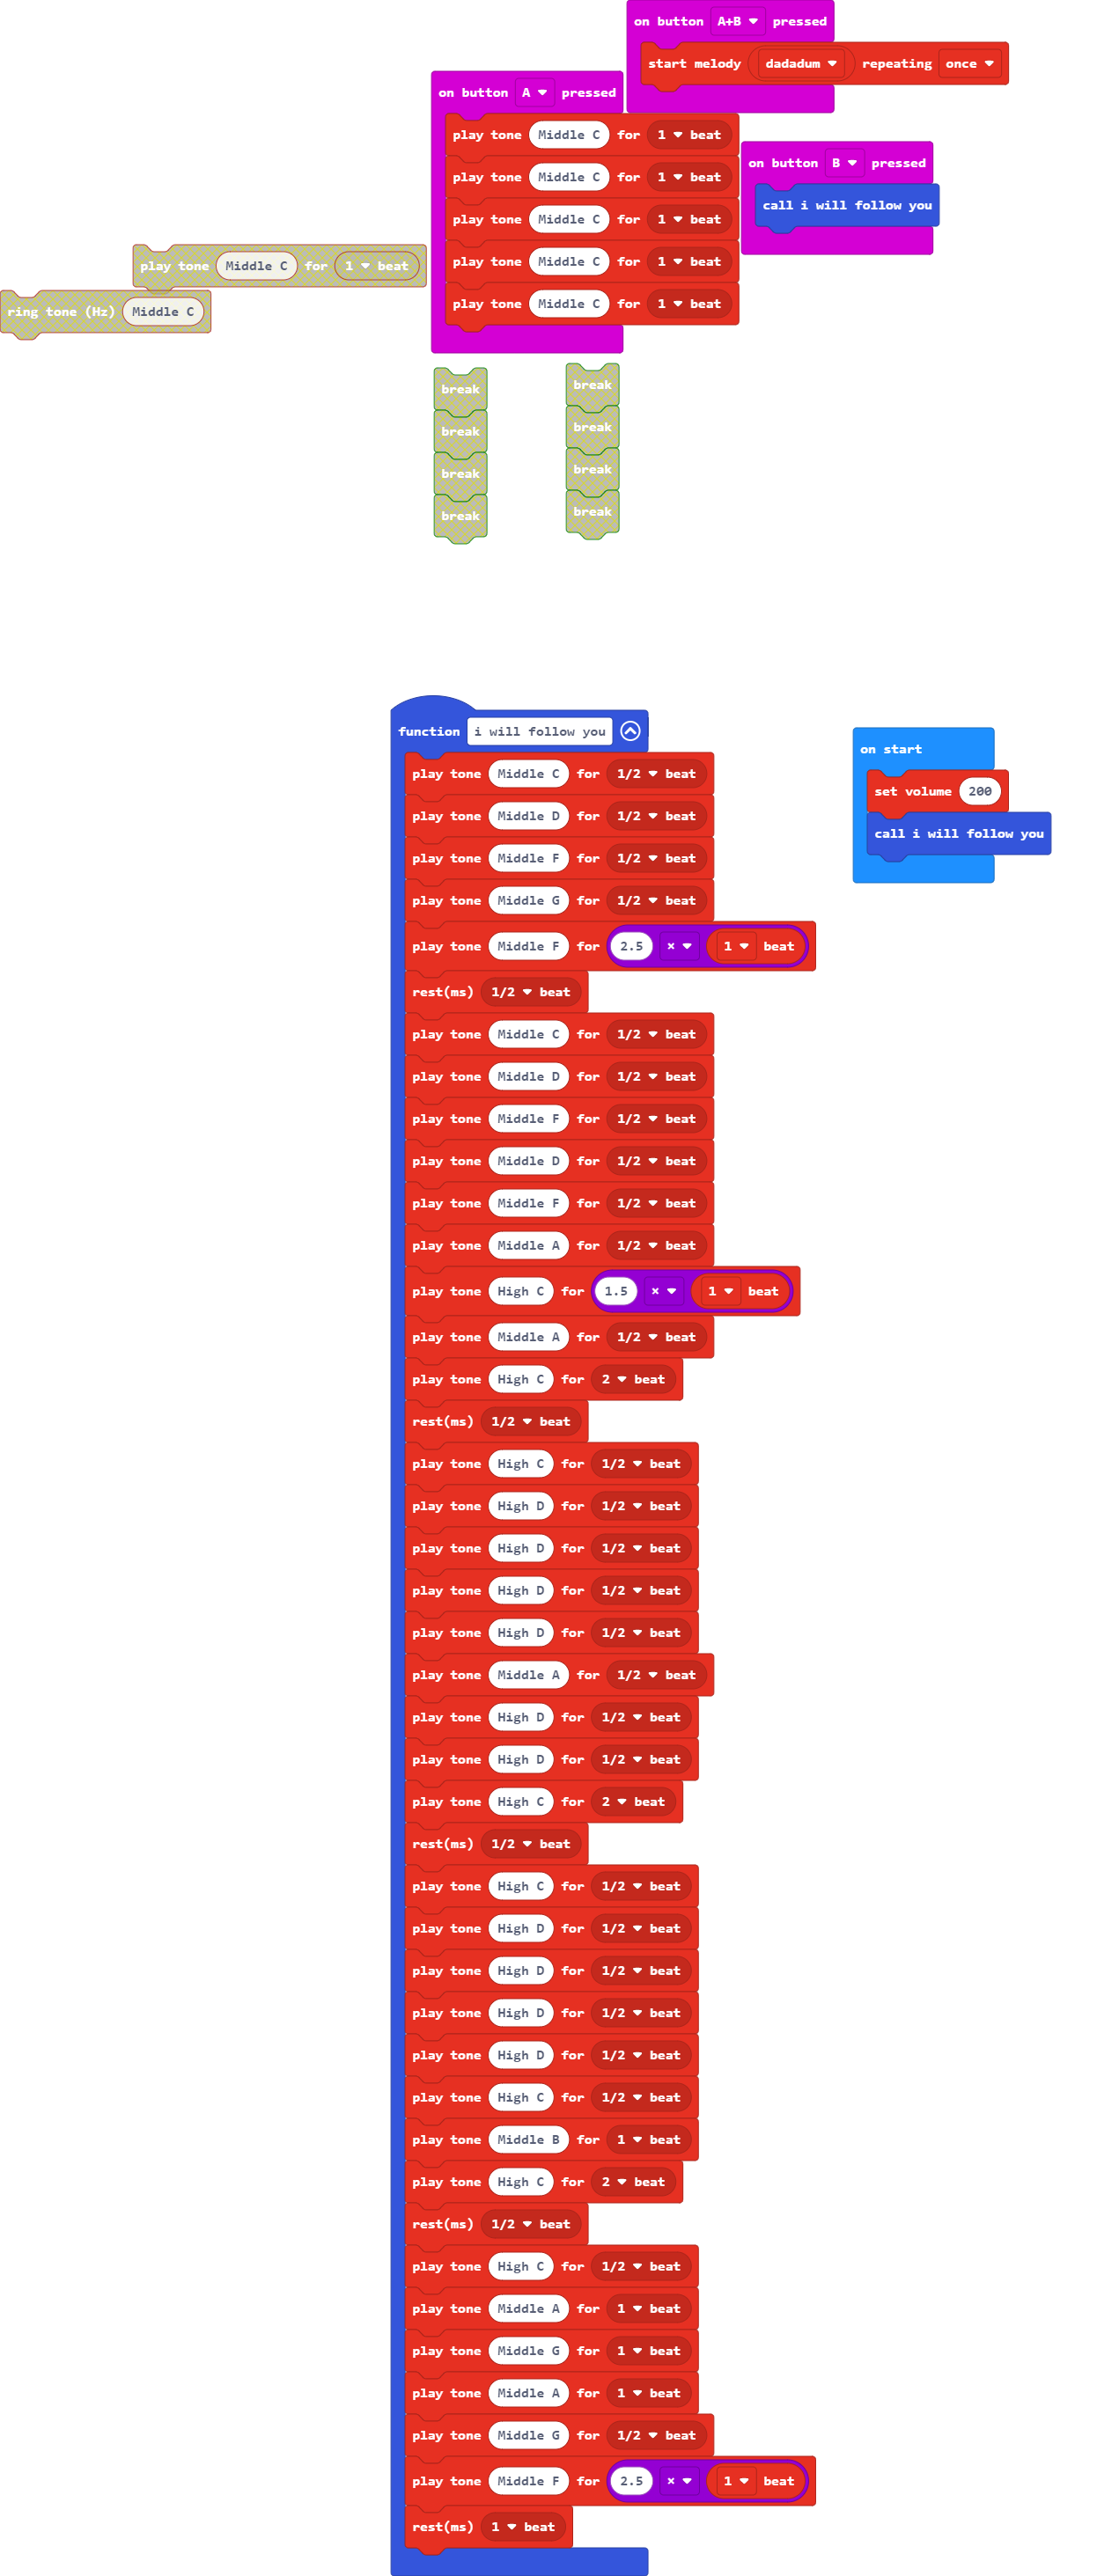 on button A+B pressed
start melody dadadum repeating once
on button A pressed
play tone Middle C for 1 beat
play tone Middle C for 1 beat
play tone Middle C for 1 beat
play tone Middle C for 1 beat
play tone Middle C for 1 beat
on button B pressed
call i will follow you
play tone Middle C for 1 beat
ring tone (Hz) Middle C
break
break
break
break
break
break
break
break
function i will follow you
play tone Middle C for 1/2 beat
play tone Middle D for 1/2 beat
play tone Middle F for 1/2 beat
play tone Middle G for 1/2 beat
play tone Middle F for 2.5 × 1 beat
rest(ms) 1/2 beat
play tone Middle C for 1/2 beat
play tone Middle D for 1/2 beat
play tone Middle F for 1/2 beat
play tone Middle D for 1/2 beat
play tone Middle F for 1/2 beat
play tone Middle A for 1/2 beat
play tone High C for 1.5 × 1 beat
play tone Middle A for 1/2 beat
play tone High C for 2 beat
rest(ms) 1/2 beat
play tone High C for 1/2 beat
play tone High D for 1/2 beat
play tone High D for 1/2 beat
play tone High D for 1/2 beat
play tone High D for 1/2 beat
play tone Middle A for 1/2 beat
play tone High D for 1/2 beat
play tone High D for 1/2 beat
play tone High C for 2 beat
rest(ms) 1/2 beat
play tone High C for 1/2 beat
play tone High D for 1/2 beat
play tone High D for 1/2 beat
play tone High D for 1/2 beat
play tone High D for 1/2 beat
play tone High C for 1/2 beat
play tone Middle B for 1 beat
play tone High C for 2 beat
rest(ms) 1/2 beat
play tone High C for 1/2 beat
play tone Middle A for 1 beat
play tone Middle G for 1 beat
play tone Middle A for 1 beat
play tone Middle G for 1/2 beat
play tone Middle F for 2.5 × 1 beat
rest(ms) 1 beat
on start
set volume 200
call i will follow you